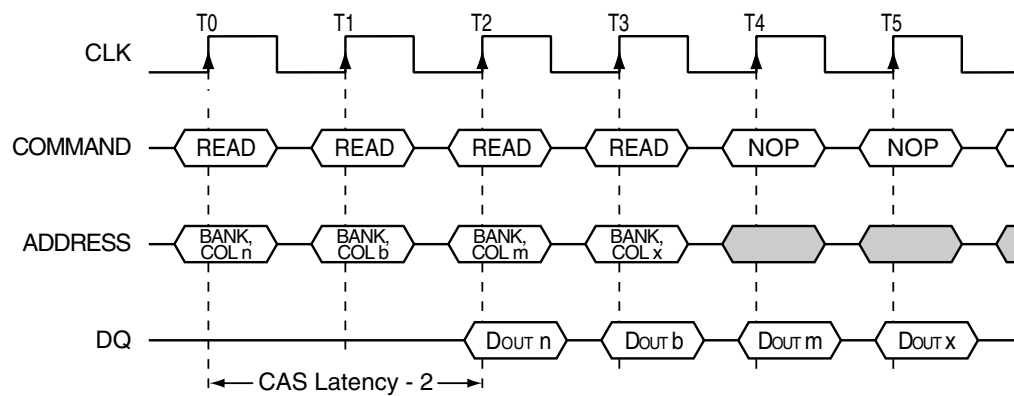 T0 T1 T2 T3 T4 T5
CLK
COMMAND READ READ READ READ NOP NOP
BANK, BANK, BANK, BANK,
ADDRESS
COL n COL b COL m COL x
DQ DOUT n DOUT b DOUT m DOUT x
CAS Latency - 2